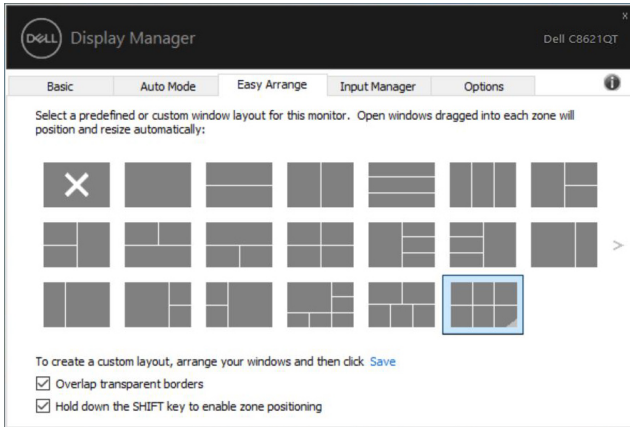 x
DELL Display Manager
Dell C8621QT
Basic Auto Mode Easy Arrange Input Manager Options
Select a predefined or custom window layout for this monitor. Open windows dragged into each zone will
position and resize automatically:
To create a custom layout, arrange your windows and then click Save
Overlap transparent borders
Hold down the SHIFT key to enable zone positioning